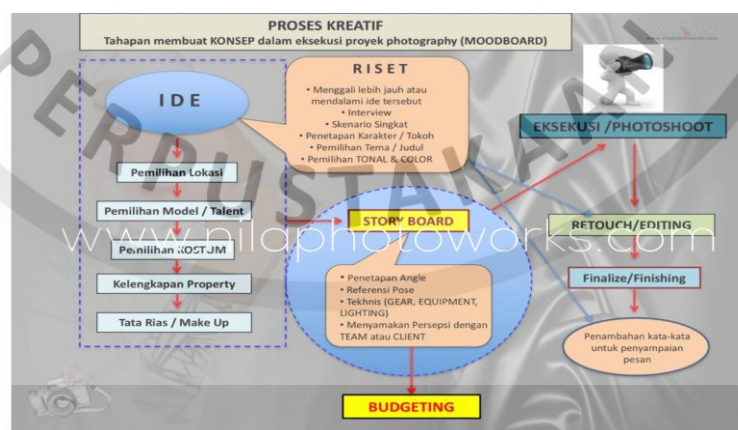 PROSES KREATIF
Tahapan membuat KONSEP dalam eksekusi proyek photography (MOODBOARD)
IDE
Pemilihan Lokasi
Pemilihan Model / Talent
Pemilihan KOSTUM
Kelengkapan Property
Tata Rias / Make Up
RISET
• Menggali lebih jauh atau
mendalami ide tersebut
• Interview
• Skenario Singkat
• Penetapan Karakter / Tokoh
• Pemilihan Tema / Judul
• Pemilihan TONAL & COLOR
STORY BOARD
• Penetapan Angle
• Referensi Pose
• Tekhnis (GEAR, EQUIPMENT,
LIGHTING)
• Menyamakan Persepsi dengan
TEAM atau CLIENT
BUDGETING
EKSEKUSI /PHOTOSHOOT
RETOUCH/EDITING
Finalize/Finishing
Penambahan kata-kata
untuk penyampaian
pesan
www.nilaphotoworks.com
PERPUSTAKAAN
www.nilaphotoworks.com